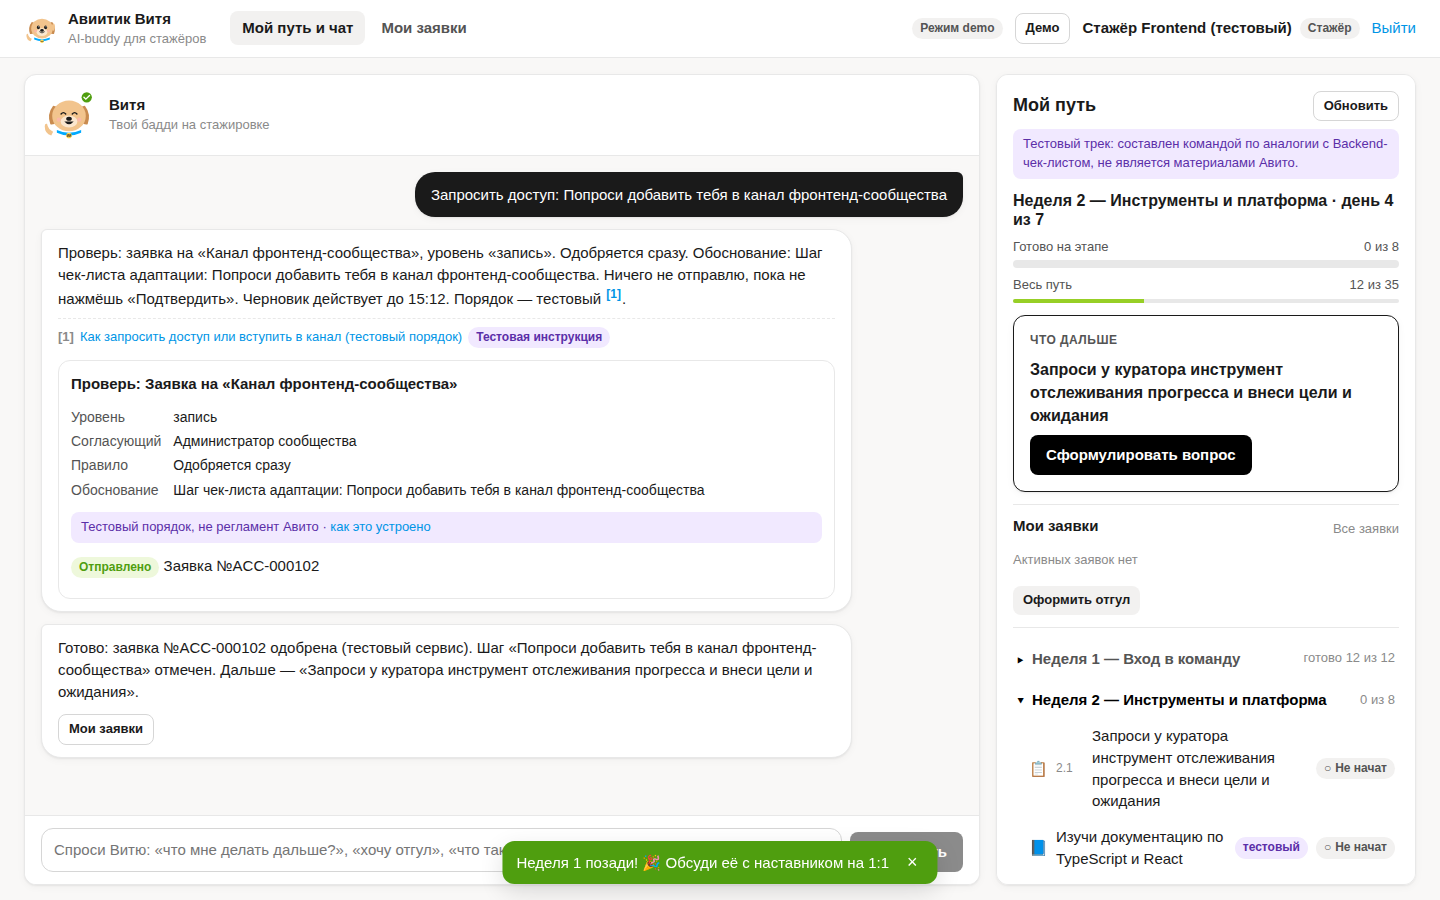 Авиитик Витя
AI-buddy для стажёров
Мой путь и чат
Мои заявки
Режим demo
Демо
Стажёр Frontend (тестовый)
Стажёр
Выйти
Витя
Твой бадди на стажировке
Запросить доступ: Попроси добавить тебя в канал фронтенд-сообщества
Проверь: заявка на «Канал фронтенд-сообщества», уровень «запись». Одобряется сразу. Обоснование: Шаг
чек-листа адаптации: Попроси добавить тебя в канал фронтенд-сообщества. Ничего не отправлю, пока не
нажмёшь «Подтвердить». Черновик действует до 15:12. Порядок — тестовый [1].
[1] Как запросить доступ или вступить в канал (тестовый порядок) Тестовая инструкция
Проверь: Заявка на «Канал фронтенд-сообщества»
Уровень запись
Согласующий Администратор сообщества
Правило Одобряется сразу
Обоснование Шаг чек-листа адаптации: Попроси добавить тебя в канал фронтенд-сообщества
Тестовый порядок, не регламент Авито · как это устроено
Отправлено Заявка №ACC-000102
Готово: заявка №ACC-000102 одобрена (тестовый сервис). Шаг «Попроси добавить тебя в канал фронтенд-
сообщества» отмечен. Дальше — «Запроси у куратора инструмент отслеживания прогресса и внеси цели и
ожидания».
Мои заявки
Спроси Витю: «что мне делать дальше?», «хочу отгул», «что так
Неделя 1 позади! 🎉 Обсуди её с наставником на 1:1 ×
Мой путь
Обновить
Тестовый трек: составлен командой по аналогии с Backend-
чек-листом, не является материалами Авито.
Неделя 2 — Инструменты и платформа · день 4
из 7
Готово на этапе 0 из 8
Весь путь 12 из 35
ЧТО ДАЛЬШЕ
Запроси у куратора инструмент
отслеживания прогресса и внеси цели и
ожидания
Сформулировать вопрос
Мои заявки
Все заявки
Активных заявок нет
Оформить отгул
▸ Неделя 1 — Вход в команду готово 12 из 12
▾ Неделя 2 — Инструменты и платформа 0 из 8
2.1
Запроси у куратора
инструмент отслеживания
прогресса и внеси цели и
ожидания
○ Не начат
Изучи документацию по
TypeScript и React
тестовый
○ Не начат